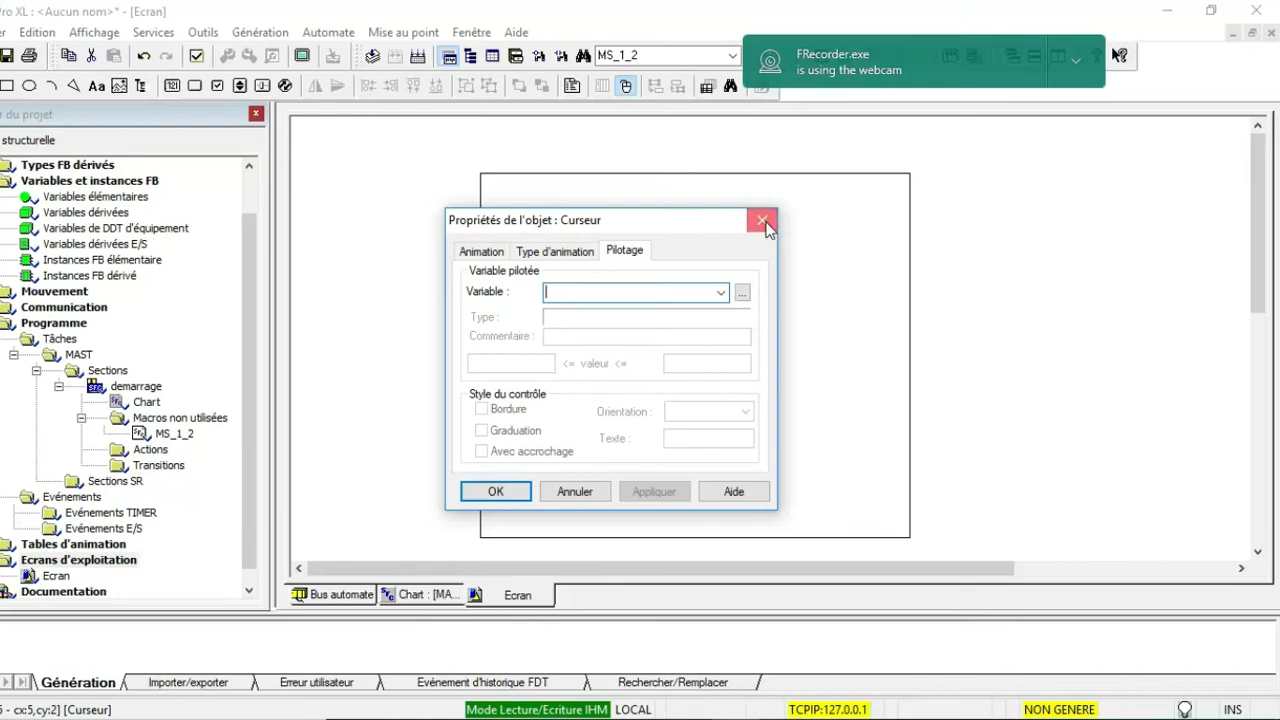 Pro XL : <Aucun nom>* - [Ecran]
Edition Affichage Services Outils Génération Automate Mise au point Fenêtre Aide
MS_1_2
FRecorder.exe
is using the webcam
Aa
structurelle
Types FB dérivés
Variables et instances FB
Variables élémentaires
Variables dérivées
Variables de DDT d'équipement
Variables dérivées E/S
Instances FB élémentaire
Instances FB dérivé
Mouvement
Communication
Programme
Tâches
MAST
Sections
demarrage
Chart
Macros non utilisées
MS_1_2
Actions
Transitions
Sections SR
Evénements
Evénements TIMER
Evénements E/S
Tables d'animation
Ecrans d'exploitation
Ecran
Documentation
Propriétés de l'objet : Curseur
Animation Type d'animation Pilotage
Variable pilotée
Variable :
...
Type :
Commentaire :
<= valeur <=
Style du contrôle
Bordure
Orientation :
Graduation
Texte :
Avec accrochage
OK Annuler Appliquer Aide
Bus automate Chart : [MA... Ecran
Génération Importer/exporter Erreur utilisateur Evénement d'historique FDT Rechercher/Remplacer
cx:5,cy:2] [Curseur] Mode Lecture/Ecriture IHM LOCAL TCPIP:127.0.0.1 NON GENERE INS